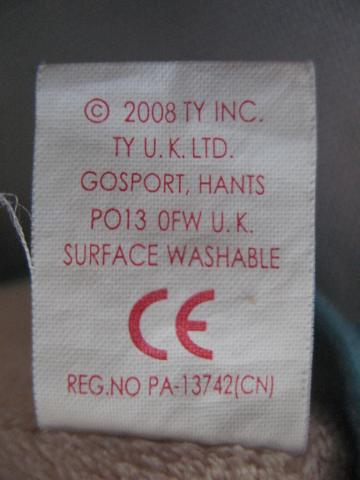 © 2008 TY INC.
TY U.K. LTD.
GOSPORT, HANTS
PO13 0FW U.K.
SURFACE WASHABLE
CE
REG.NO PA-13742(CN)